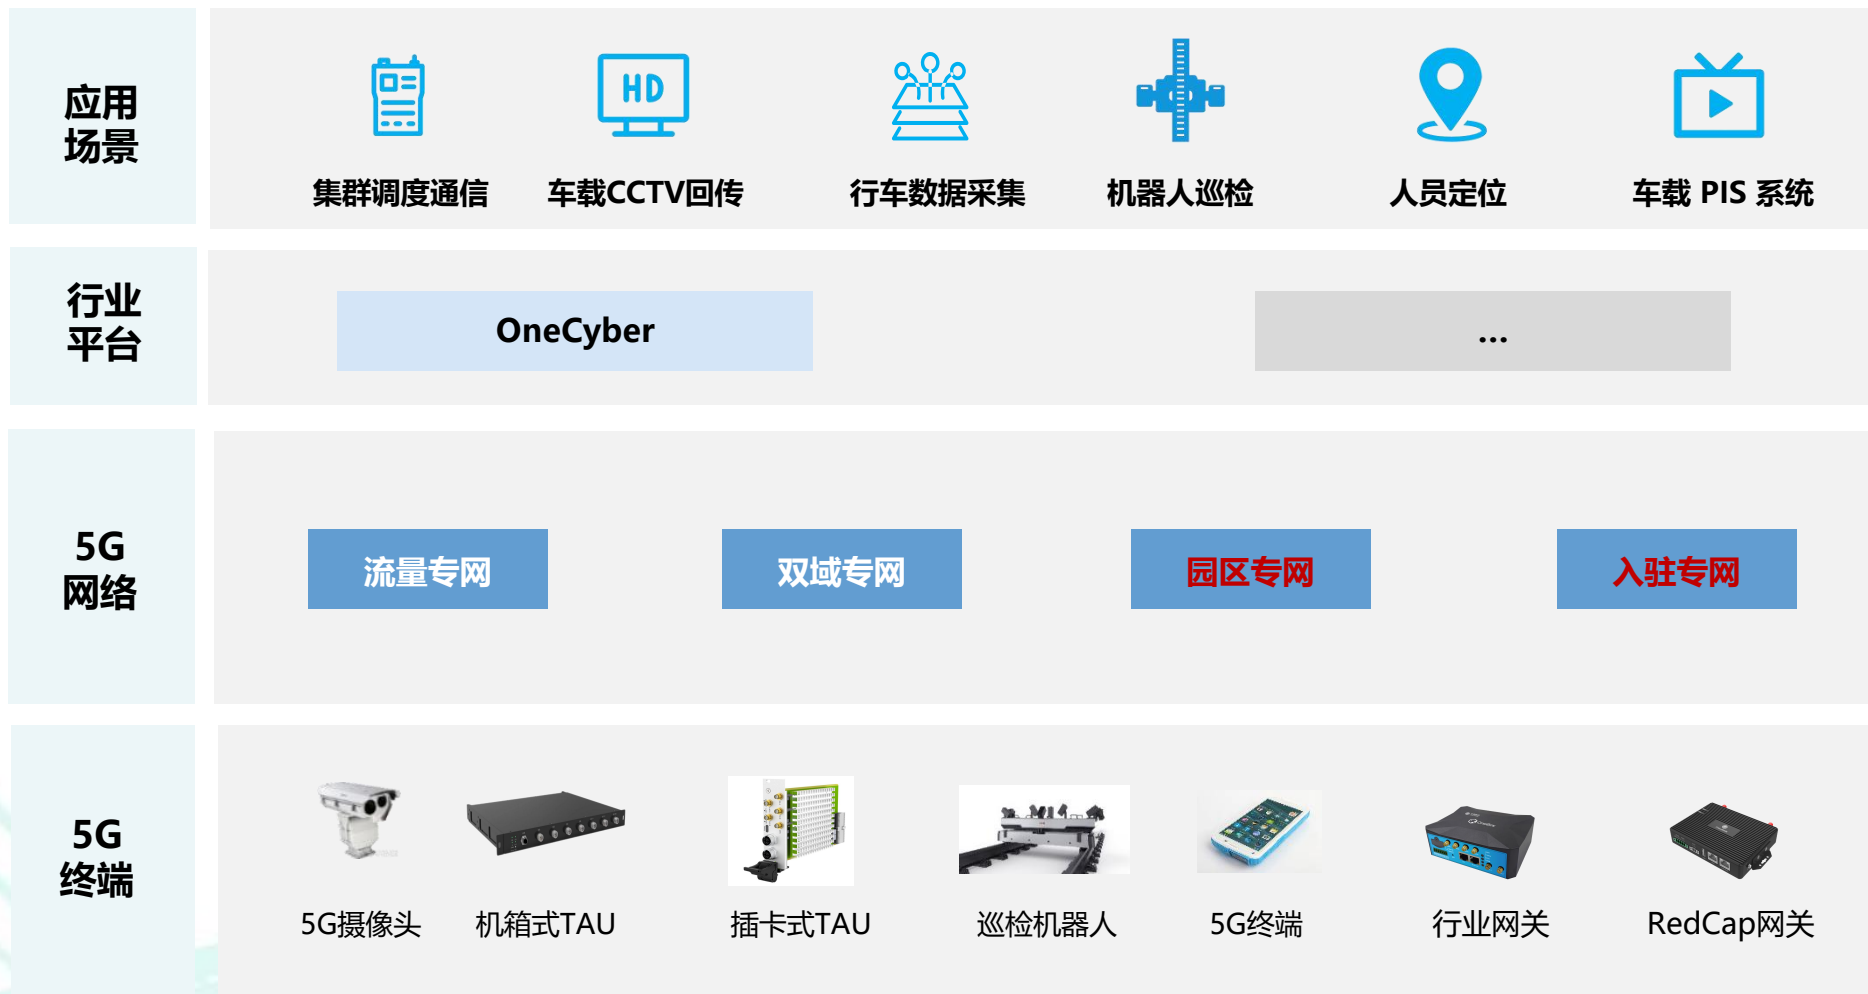 应用
场景
HD
集群调度通信
车载CCTV回传
行车数据采集
机器人巡检
人员定位
车载 PIS 系统
行业
平台
OneCyber
...
5G
网络
流量专网
双域专网
园区专网
入驻专网
5G
终端
5G摄像头
机箱式TAU
插卡式TAU
巡检机器人
5G终端
行业网关
RedCap网关